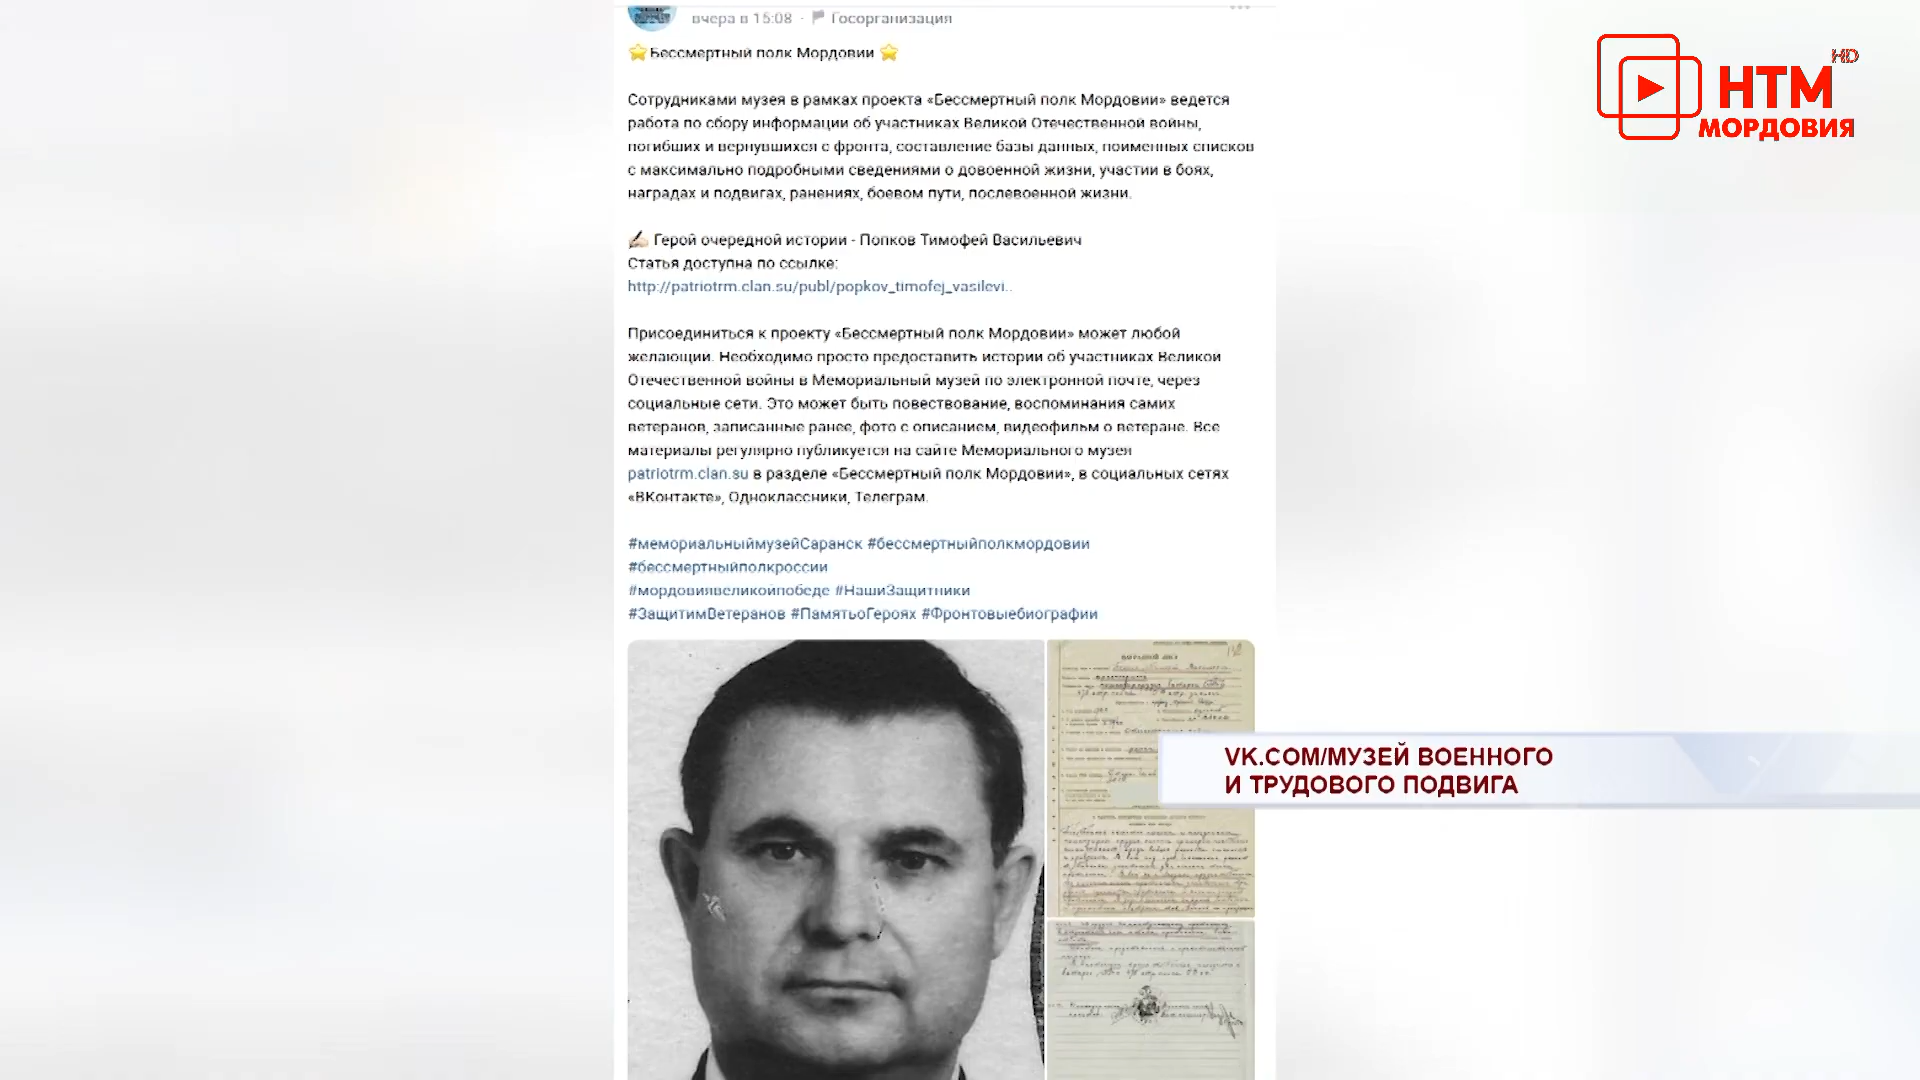 вчера в 15:08 · Госорганизация
Бессмертный полк Мордовии
Сотрудниками музея в рамках проекта «Бессмертный полк Мордовии» ведется
работа по сбору информации об участниках Великой Отечественной войны,
погибших и вернувшихся с фронта, составление базы данных, поименных списков
с максимально подробными сведениями о довоенной жизни, участии в боях,
наградах и подвигах, ранениях, боевом пути, послевоенной жизни.
Герой очередной истории - Попков Тимофей Васильевич
Статья доступна по ссылке:
http://patriotrm.clan.su/publ/popkov_timofej_vasilevi..
Присоединиться к проекту «Бессмертный полк Мордовии» может любой
желающий. Необходимо просто предоставить истории об участниках Великой
Отечественной войны в Мемориальный музей по электронной почте, через
социальные сети. Это может быть повествование, воспоминания самих
ветеранов, записанные ранее, фото с описанием, видеофильм о ветеране. Все
материалы регулярно публикуется на сайте Мемориального музея
patriotrm.clan.su в разделе «Бессмертный полк Мордовии», в социальных сетях
«ВКонтакте», Одноклассники, Телеграм.
#мемориальныймузейСаранск #бессмертныйполкмордовии
#бессмертныйполкроссии
#мордовиявеликойпобеде #НашиЗащитники
#ЗащитимВетеранов #ПамятьоГероях #Фронтовыебиографии
НТМ HD
МОРДОВИЯ
VK.COM/МУЗЕЙ ВОЕННОГО
И ТРУДОВОГО ПОДВИГА